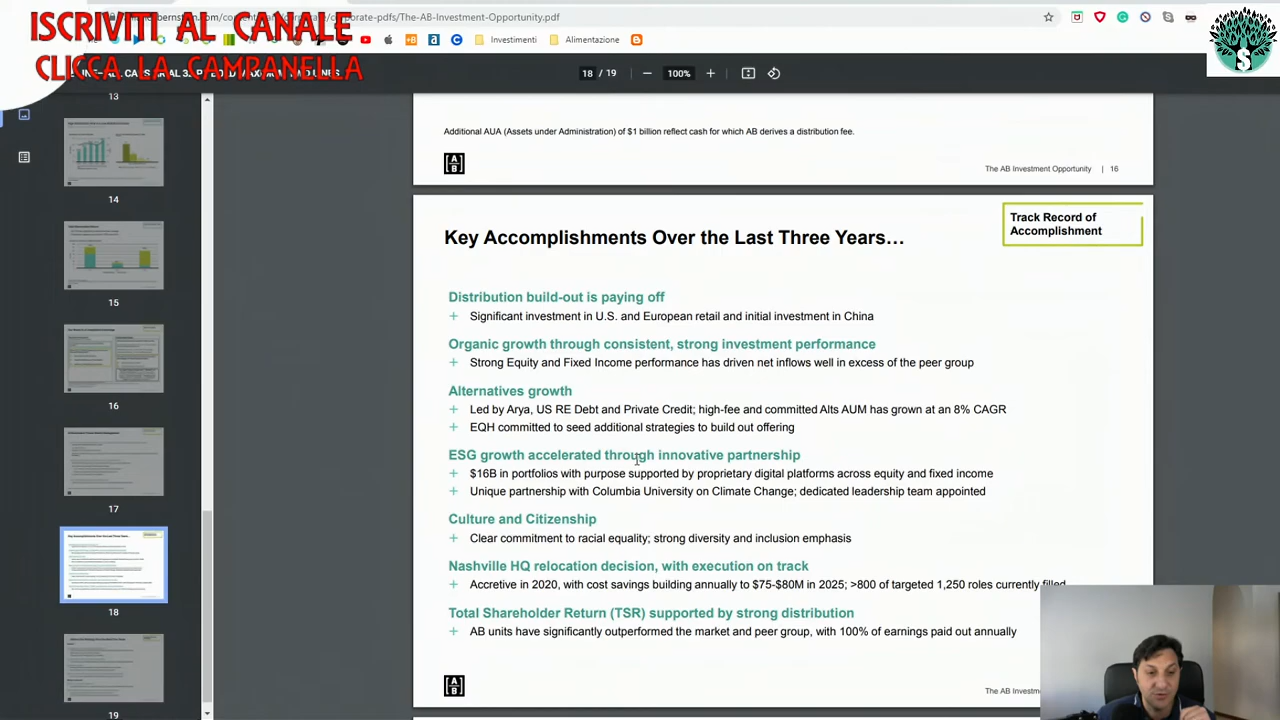 ISCRIVITI AL CANALE
CLICCA LA CAMPANELLA
The-AB-Investment-Opportunity.pdf
Investimenti
Alimentazione
18 / 19
100%
13
14
15
16
17
18
19
Additional AUA (Assets under Administration) of $1 billion reflect cash for which AB derives a distribution fee.
[A/B]
The AB Investment Opportunity | 16
Track Record of
Accomplishment
Key Accomplishments Over the Last Three Years…
Distribution build-out is paying off
+ Significant investment in U.S. and European retail and initial investment in China
Organic growth through consistent, strong investment performance
+ Strong Equity and Fixed Income performance has driven net inflows well in excess of the peer group
Alternatives growth
+ Led by Arya, US RE Debt and Private Credit; high-fee and committed Alts AUM has grown at an 8% CAGR
+ EQH committed to seed additional strategies to build out offering
ESG growth accelerated through innovative partnership
+ $16B in portfolios with purpose supported by proprietary digital platforms across equity and fixed income
+ Unique partnership with Columbia University on Climate Change; dedicated leadership team appointed
Culture and Citizenship
+ Clear commitment to racial equality; strong diversity and inclusion emphasis
Nashville HQ relocation decision, with execution on track
+ Accretive in 2020, with cost savings building annually to $75-$80M in 2025; >800 of targeted 1,250 roles currently filled
Total Shareholder Return (TSR) supported by strong distribution
+ AB units have significantly outperformed the market and peer group, with 100% of earnings paid out annually
[A/B]
The AB